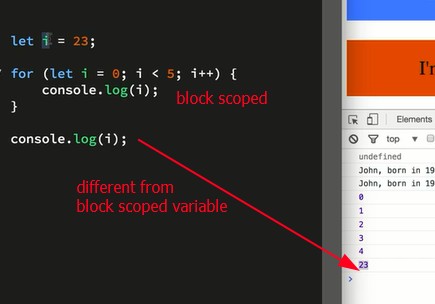 let i = 23;
for (let i = 0; i < 5; i++) {
console.log(i);
block scoped
}
console.log(i);
different from
block scoped variable
I'
Elements
top
undefined
John, born in 19
John, born in 19
0
1
2
3
4
23
>